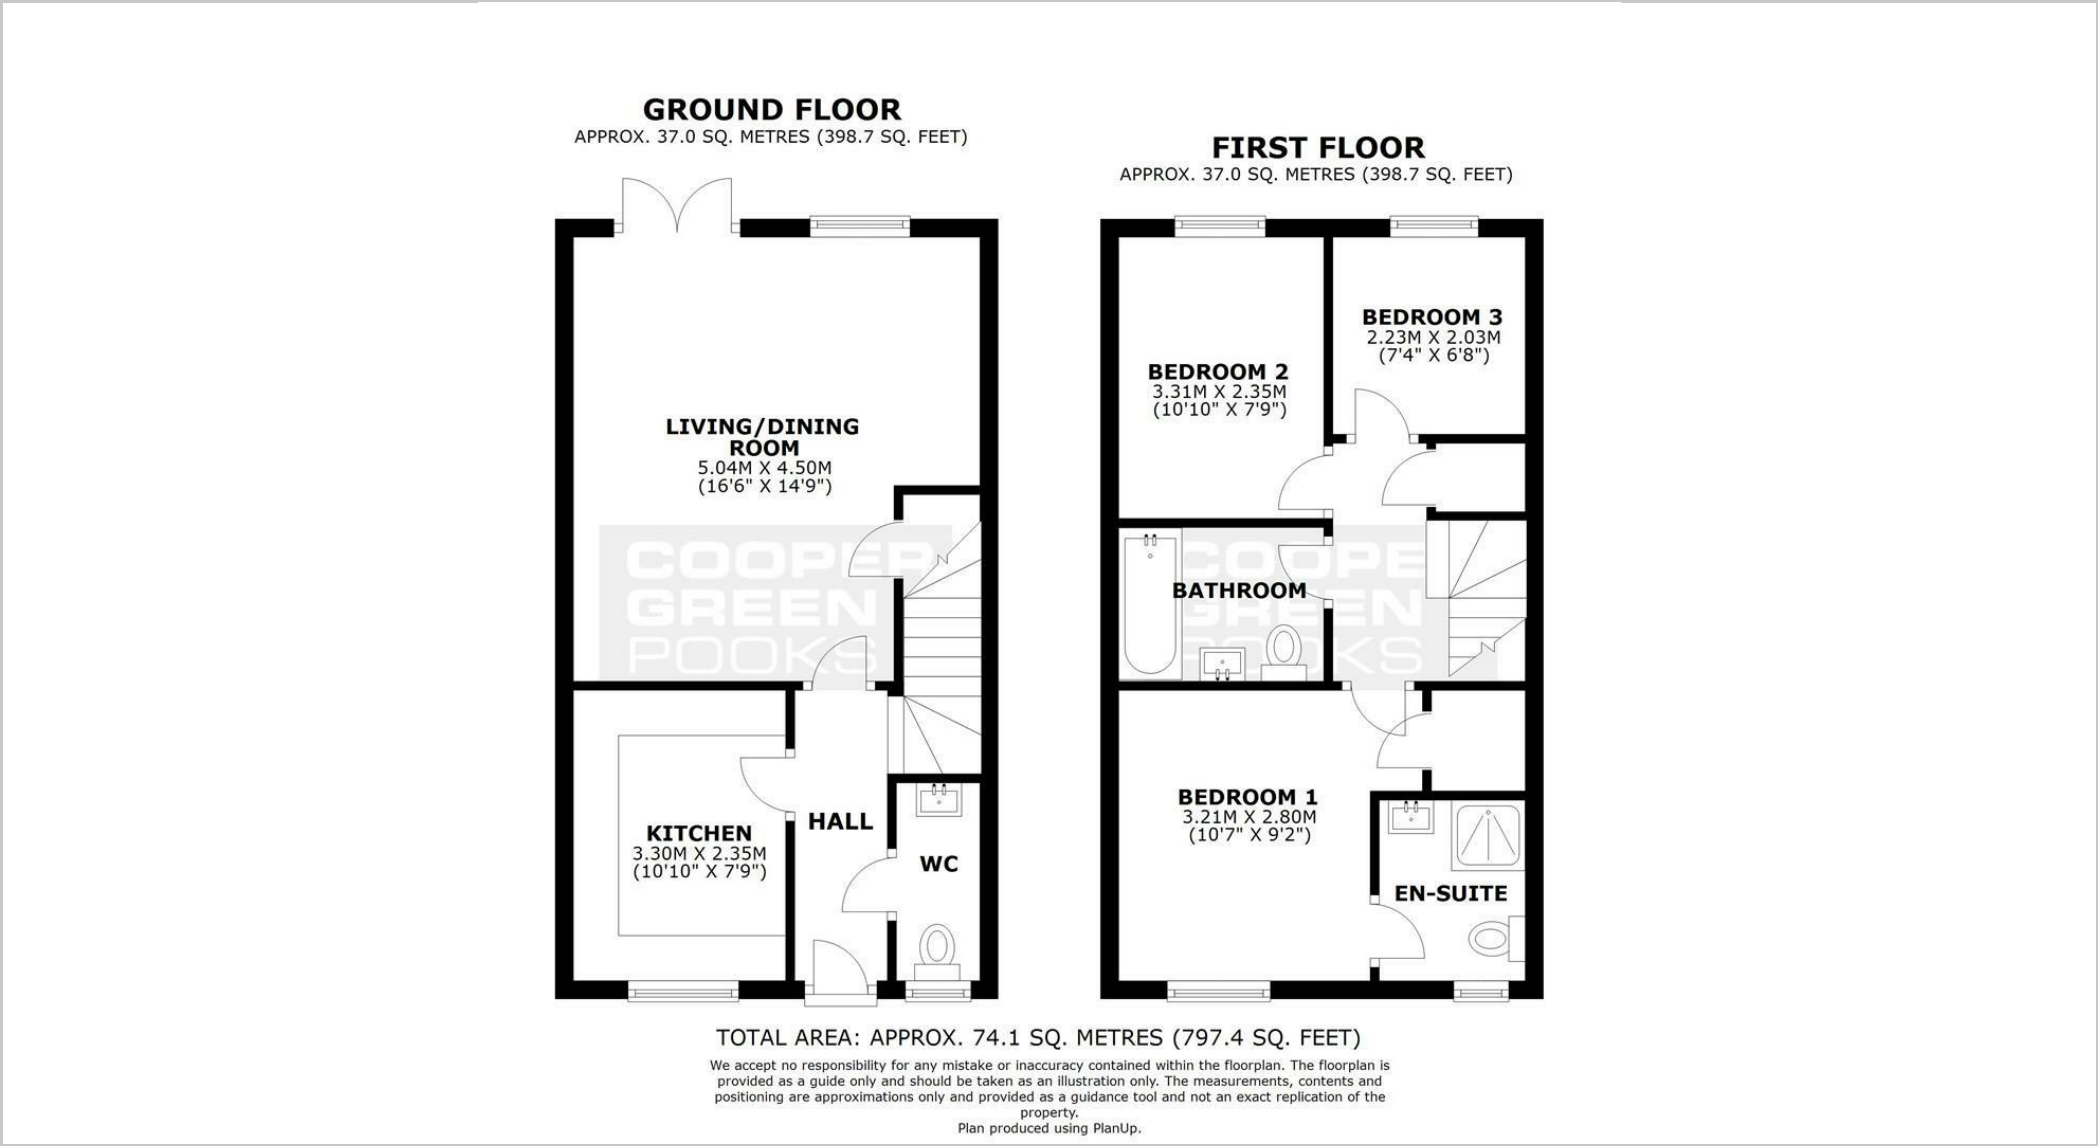 GROUND FLOOR
APPROX. 37.0 SQ. METRES (398.7 SQ. FEET)
LIVING/DINING
ROOM
5.04M X 4.50M
(16'6" X 14'9")
COOPER
GREEN
POOKS
KITCHEN
3.30M X 2.35M
(10'10" X 7'9")
HALL
WC
FIRST FLOOR
APPROX. 37.0 SQ. METRES (398.7 SQ. FEET)
BEDROOM 3
2.23M X 2.03M
(7'4" X 6'8")
BEDROOM 2
3.31M X 2.35M
(10'10" X 7'9")
COOPE
BATHROOM
GREEN
POOKS
BEDROOM 1
3.21M X 2.80M
(10'7" X 9'2")
EN-SUITE
TOTAL AREA: APPROX. 74.1 SQ. METRES (797.4 SQ. FEET)
We accept no responsibility for any mistake or inaccuracy contained within the floorplan. The floorplan is
provided as a guide only and should be taken as an illustration only. The measurements, contents and
positioning are approximations only and provided as a guidance tool and not an exact replication of the
property.
Plan produced using PlanUp.